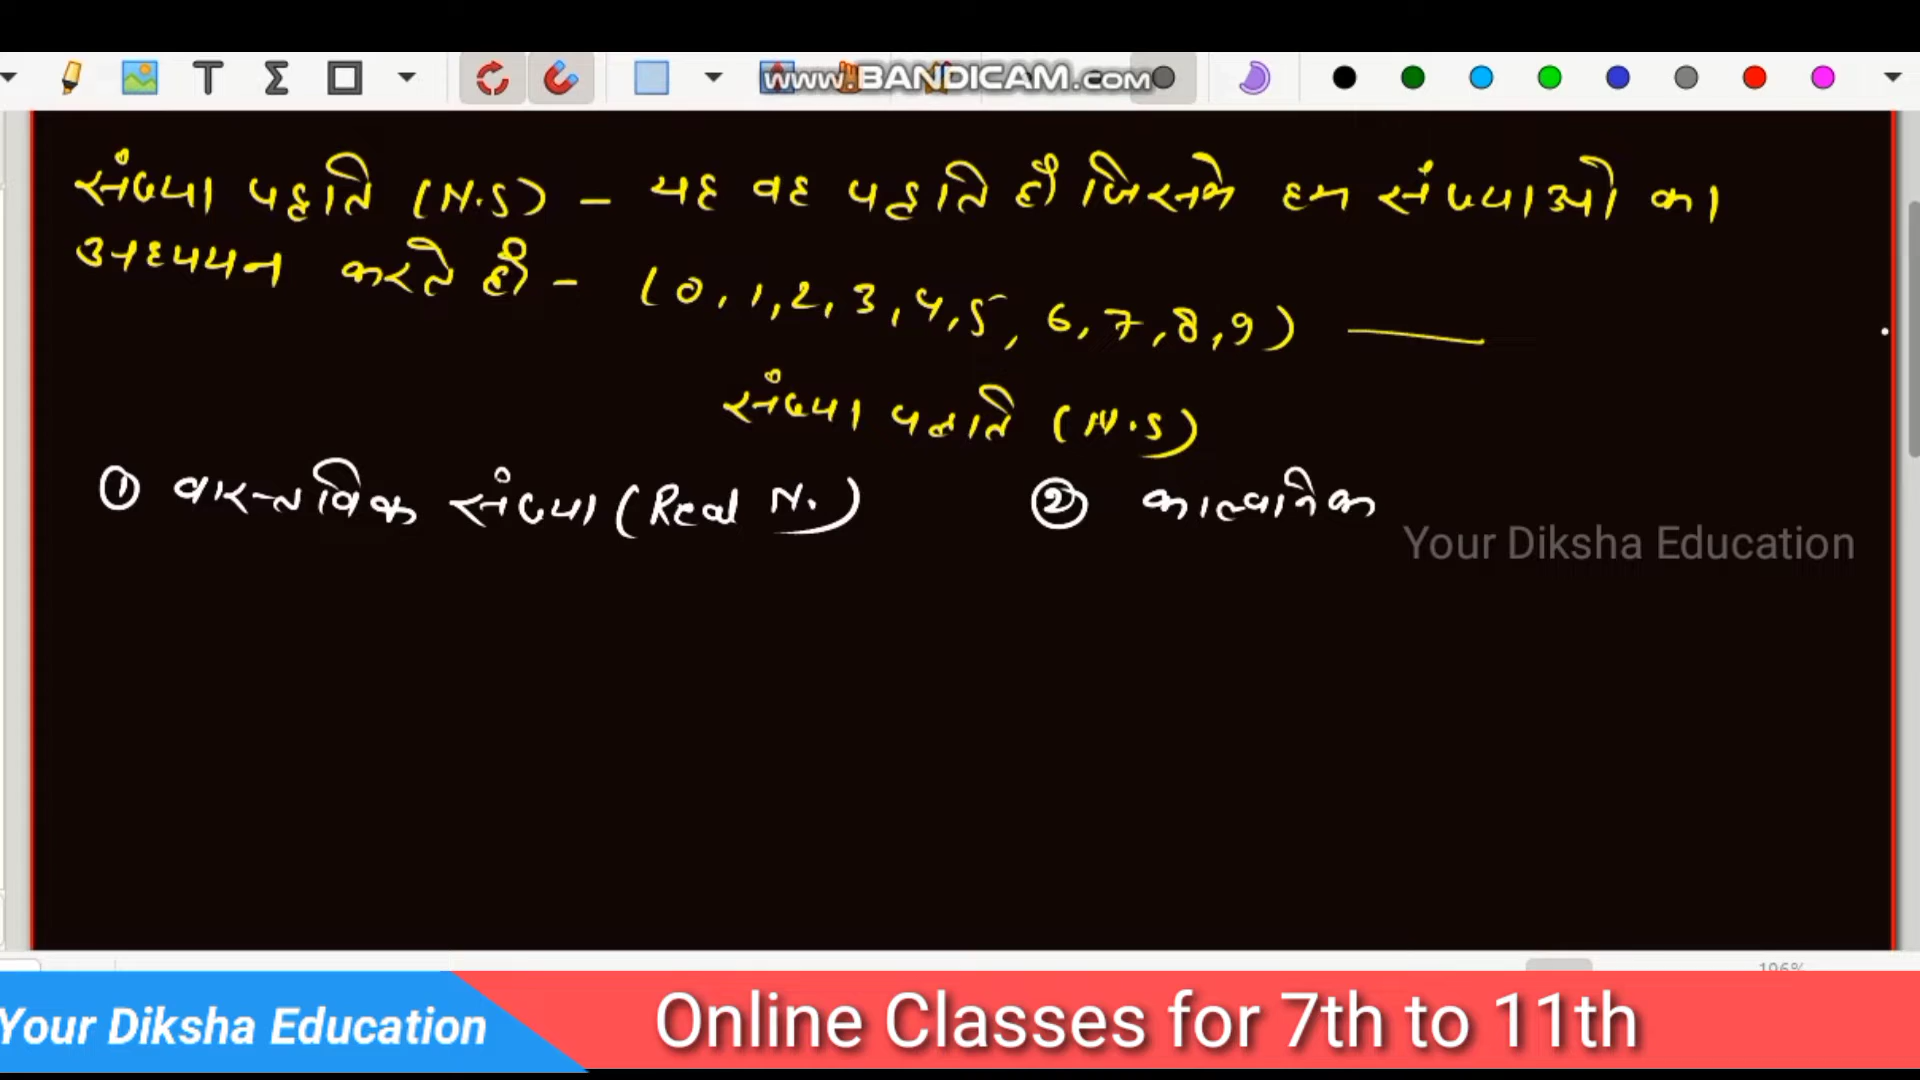 www.BANDICAM.com
संख्या पद्धति (N.S) - यह वह पद्धति है जिसमे हम संख्याओ का
अध्ययन करते है - (0, 1, 2, 3, 4, 5, 6, 7, 8, 9)
संख्या पद्धति (N.S)
① वास्तविक संख्या (Real N.) ② काल्पनिक
Your Diksha Education
196%
Your Diksha Education Online Classes for 7th to 11th